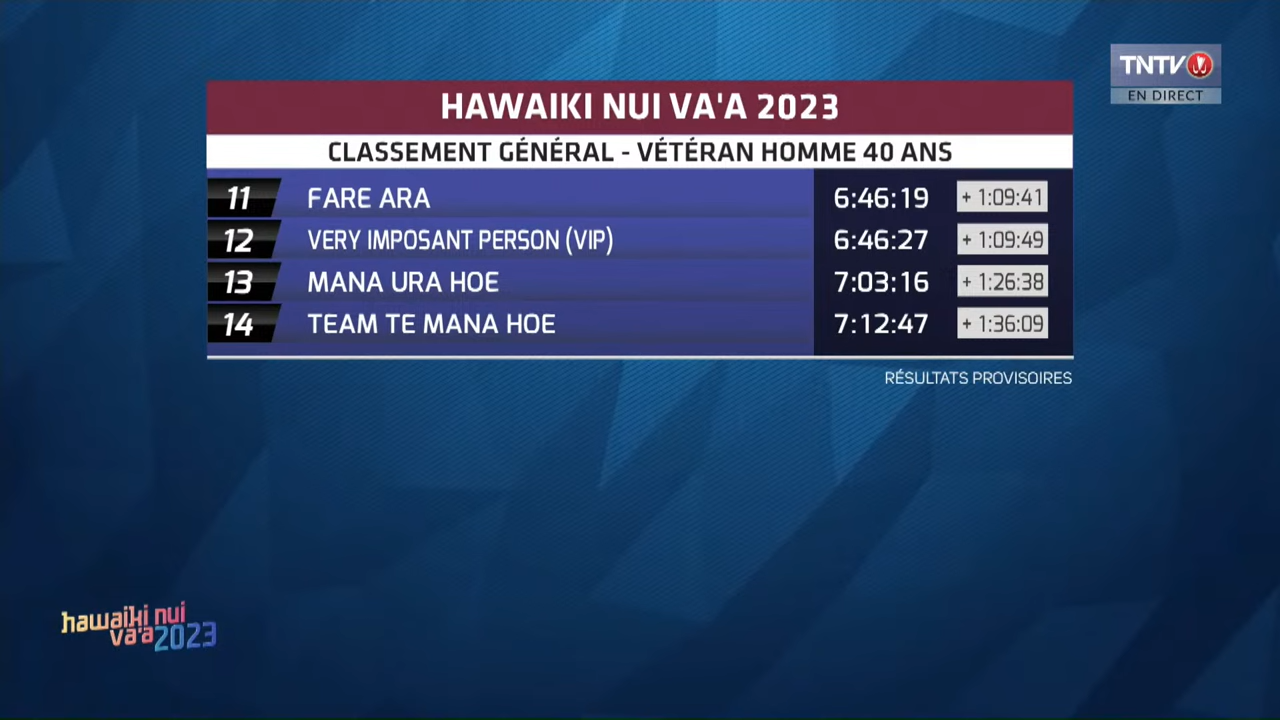 TNTV
EN DIRECT
HAWAIKI NUI VA'A 2023
CLASSEMENT GÉNÉRAL - VÉTÉRAN HOMME 40 ANS
11 FARE ARA 6:46:19 + 1:09:41
12 VERY IMPOSANT PERSON (VIP) 6:46:27 + 1:09:49
13 MANA URA HOE 7:03:16 + 1:26:38
14 TEAM TE MANA HOE 7:12:47 + 1:36:09
RÉSULTATS PROVISOIRES
hawaiki nui
va'a 2023